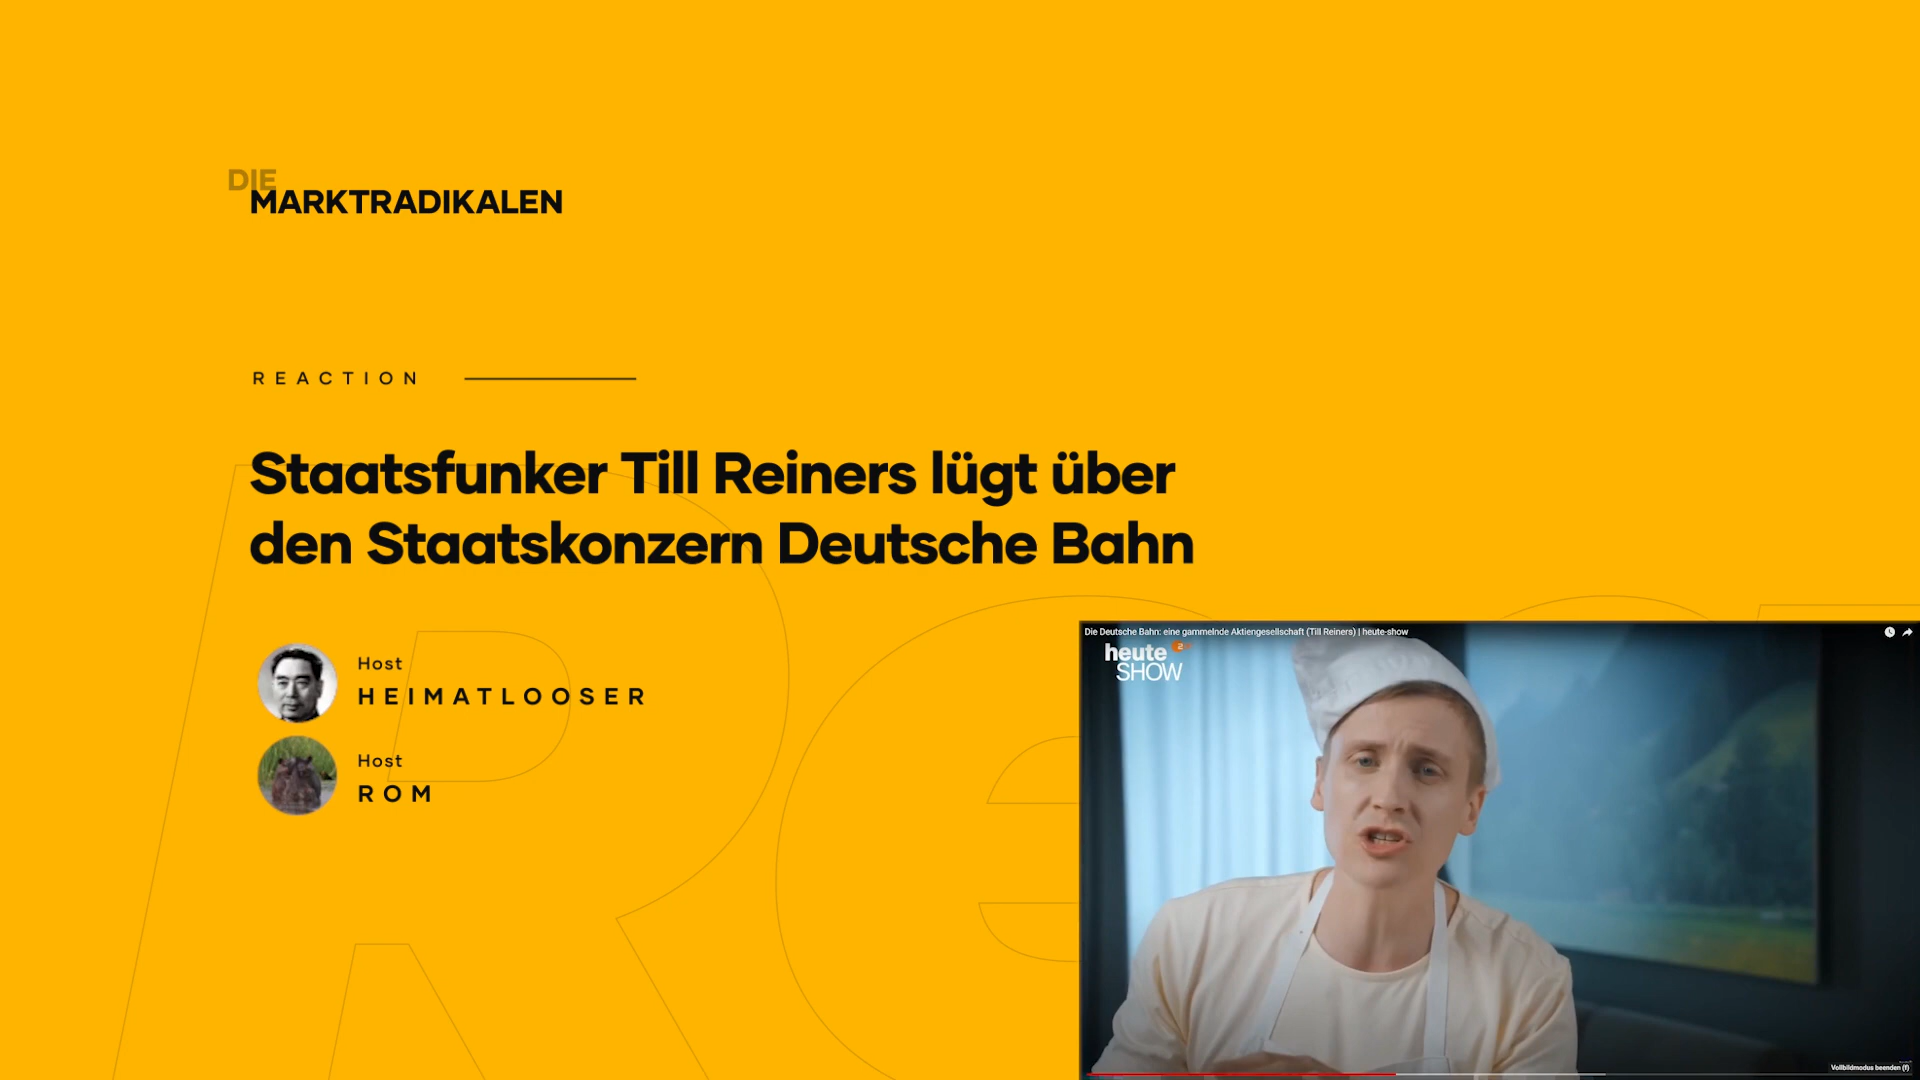 DIE
MARKTRADIKALEN
REACTION
Staatsfunker Till Reiners lügt über
den Staatskonzern Deutsche Bahn
Host
HEIMATLOOSER
Host
ROM
Die Deutsche Bahn: eine gammelnde Aktiengesellschaft (Till Reiners) | heute-show
heute
SHOW
Vollbildmodus beenden (f)
Re